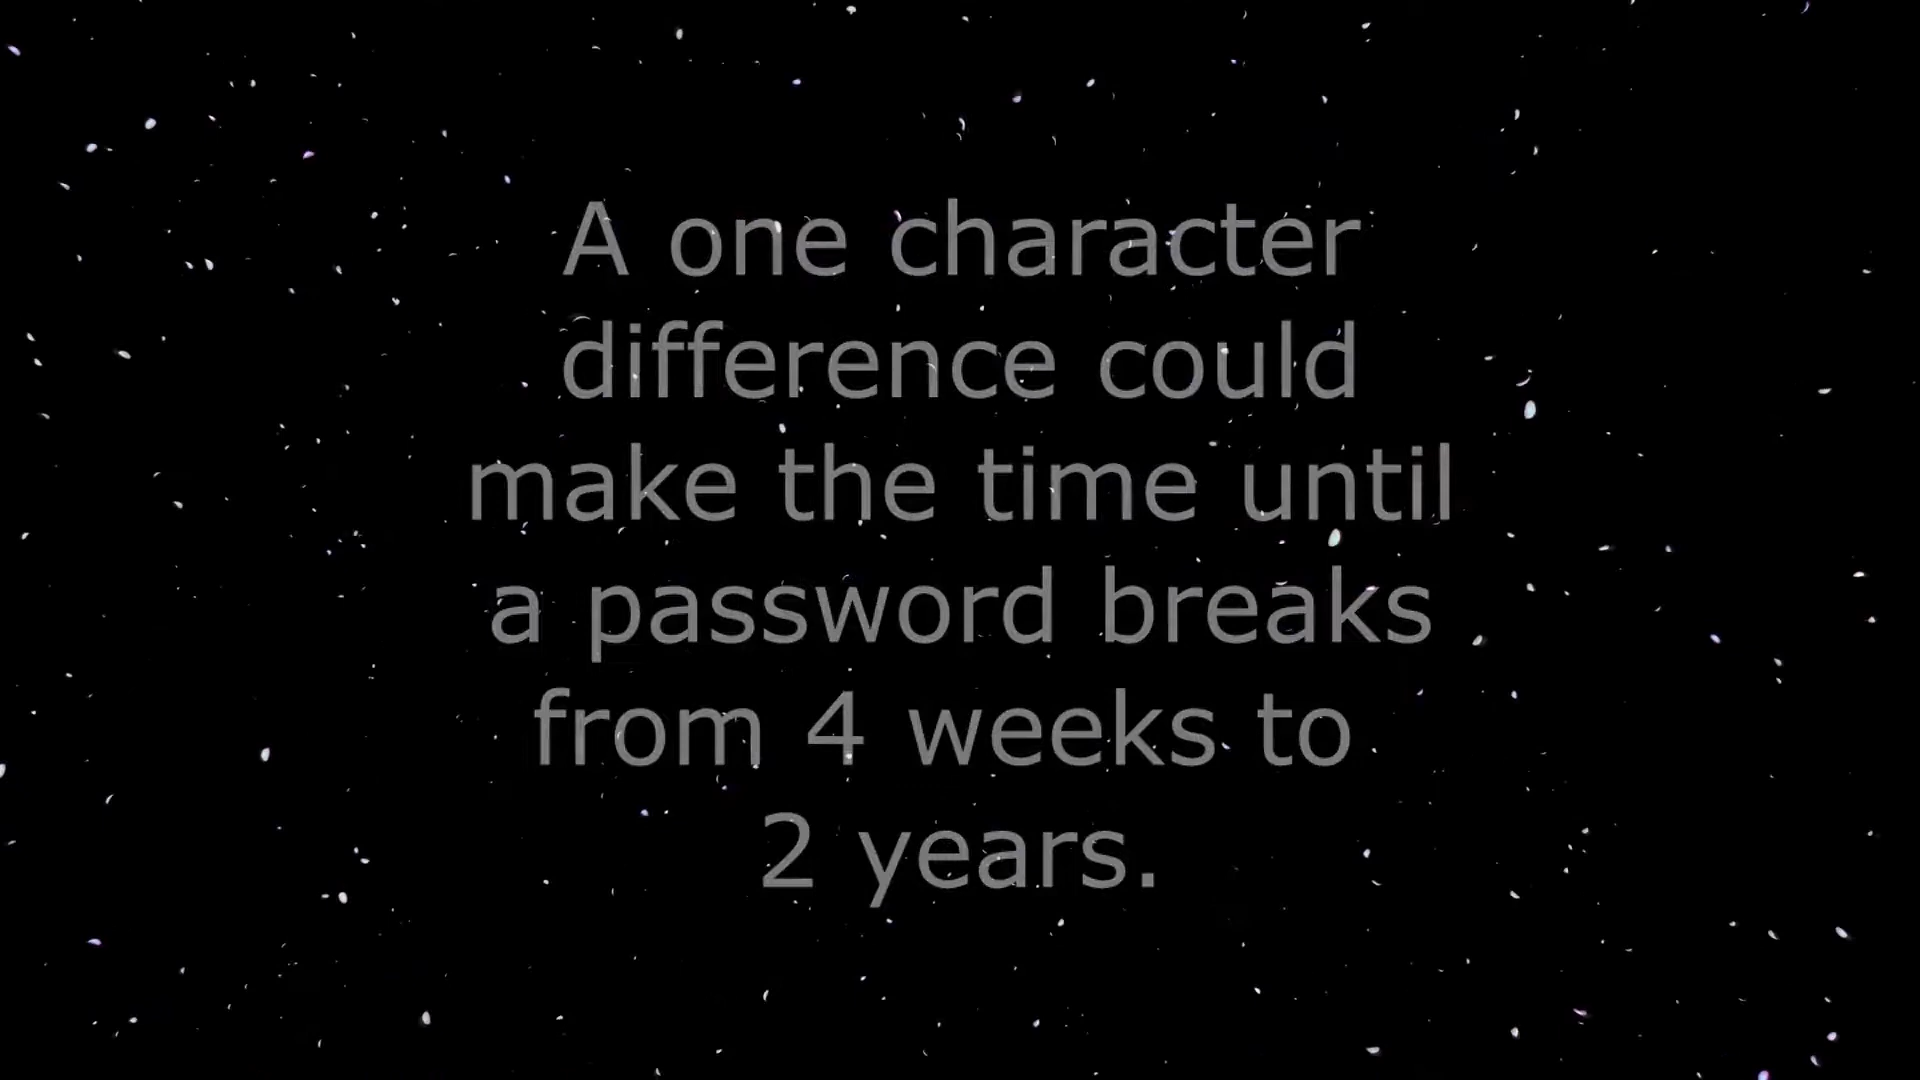 A one character
difference could
make the time until
a password breaks
from 4 weeks to
2 years.